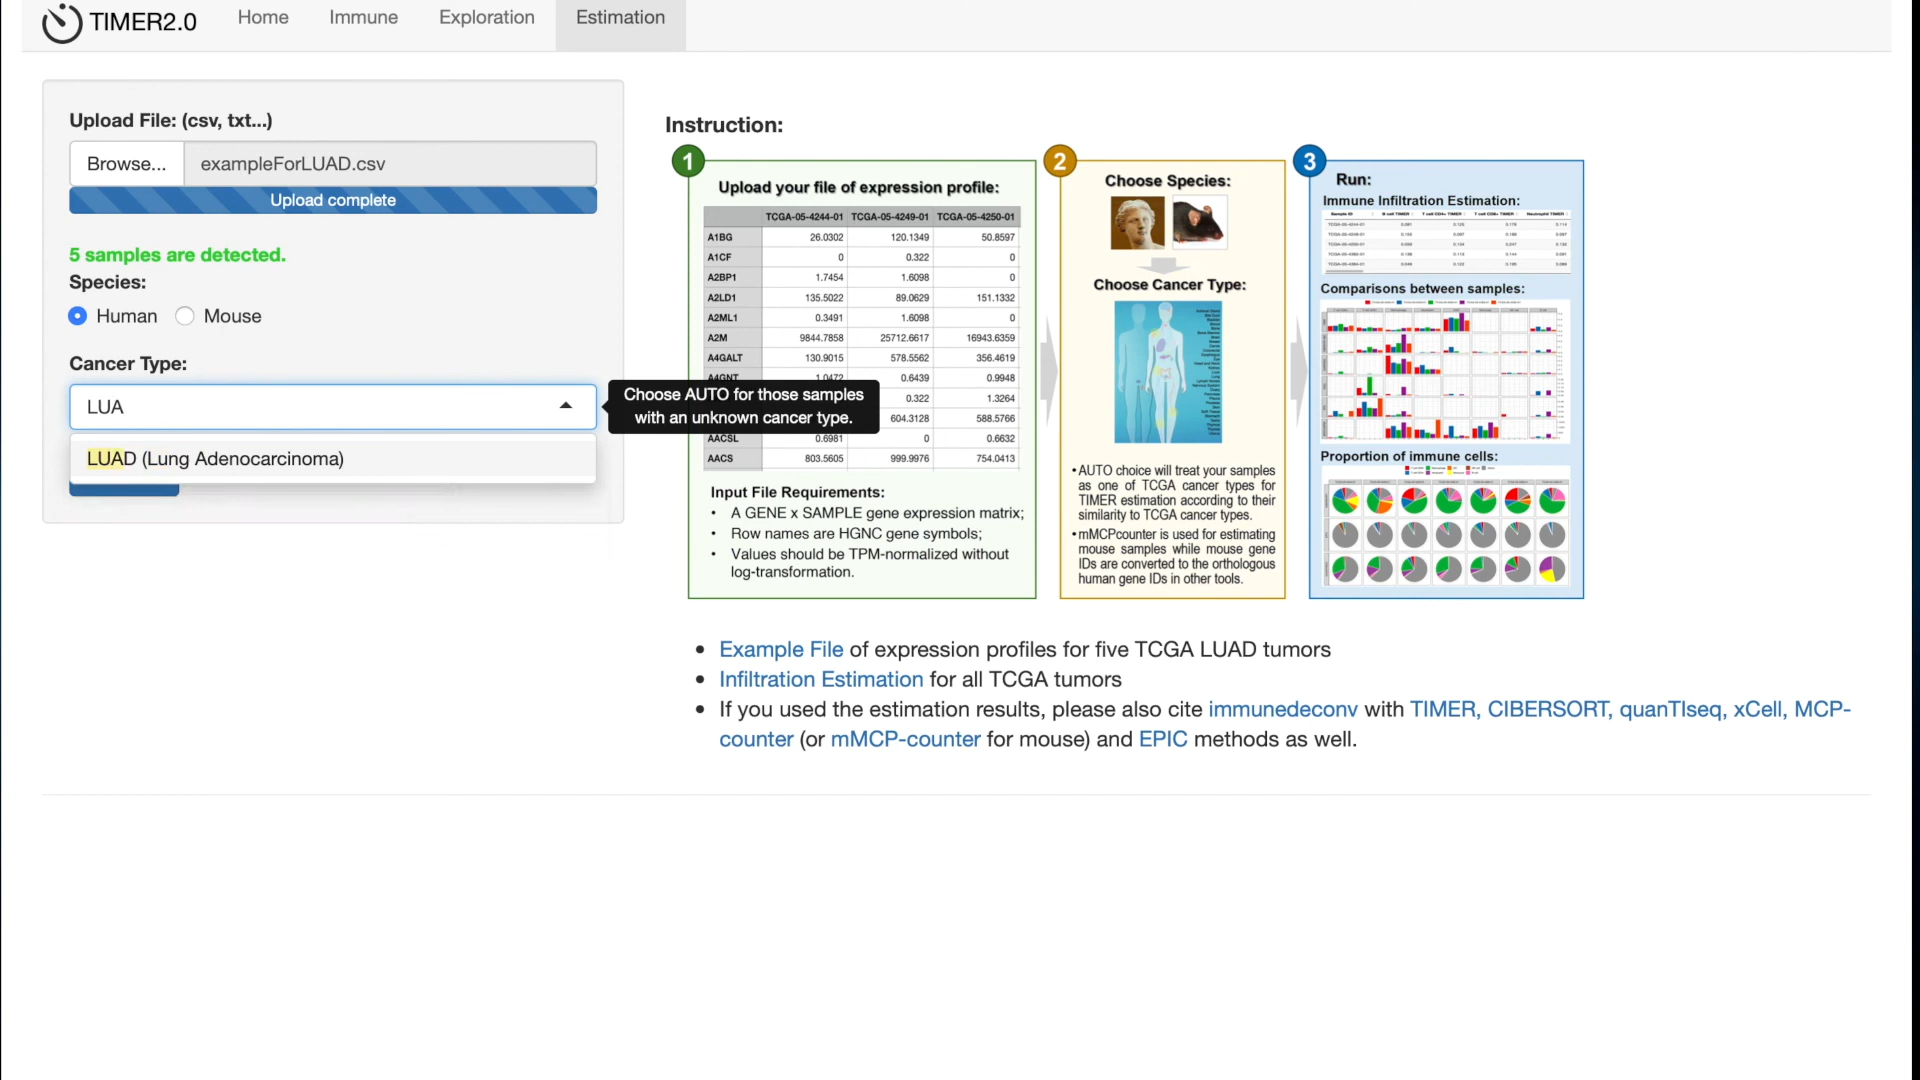 TIMER2.0
Home
Immune
Exploration
Estimation
Upload File: (csv, txt...)
Browse...
exampleForLUAD.csv
Upload complete
5 samples are detected.
Species:
Human
Mouse
Cancer Type:
LUA
Choose AUTO for those samples
with an unknown cancer type.
LUAD (Lung Adenocarcinoma)
Instruction:
1
Upload your file of expression profile:
TCGA-05-4244-01 TCGA-05-4249-01 TCGA-05-4250-01
A1BG 26.0302 120.1349 50.8597
A1CF 0 0.322 0
A2BP1 1.7454 1.6098 0
A2LD1 135.5022 89.0629 151.1332
A2ML1 0.3491 1.6098 0
A2M 9844.7858 25712.6617 16943.6359
A4GALT 130.9015 578.5562 356.4619
A4GNT 1.0472 0.6439 0.9948
0.322 1.3264
604.3128 588.5766
AACSL 0.6981 0 0.6632
AACS 803.5605 999.9976 754.0413
Input File Requirements:
• A GENE x SAMPLE gene expression matrix;
• Row names are HGNC gene symbols;
• Values should be TPM-normalized without
log-transformation.
2
Choose Species:
Choose Cancer Type:
•AUTO choice will treat your samples
as one of TCGA cancer types for
TIMER estimation according to their
similarity to TCGA cancer types.
•mMCPcounter is used for estimating
mouse samples while mouse gene
IDs are converted to the orthologous
human gene IDs in other tools.
3
Run:
Immune Infiltration Estimation:
Comparisons between samples:
Proportion of immune cells:
• Example File of expression profiles for five TCGA LUAD tumors
• Infiltration Estimation for all TCGA tumors
• If you used the estimation results, please also cite immunedeconv with TIMER, CIBERSORT, quanTIseq, xCell, MCP-
counter (or mMCP-counter for mouse) and EPIC methods as well.